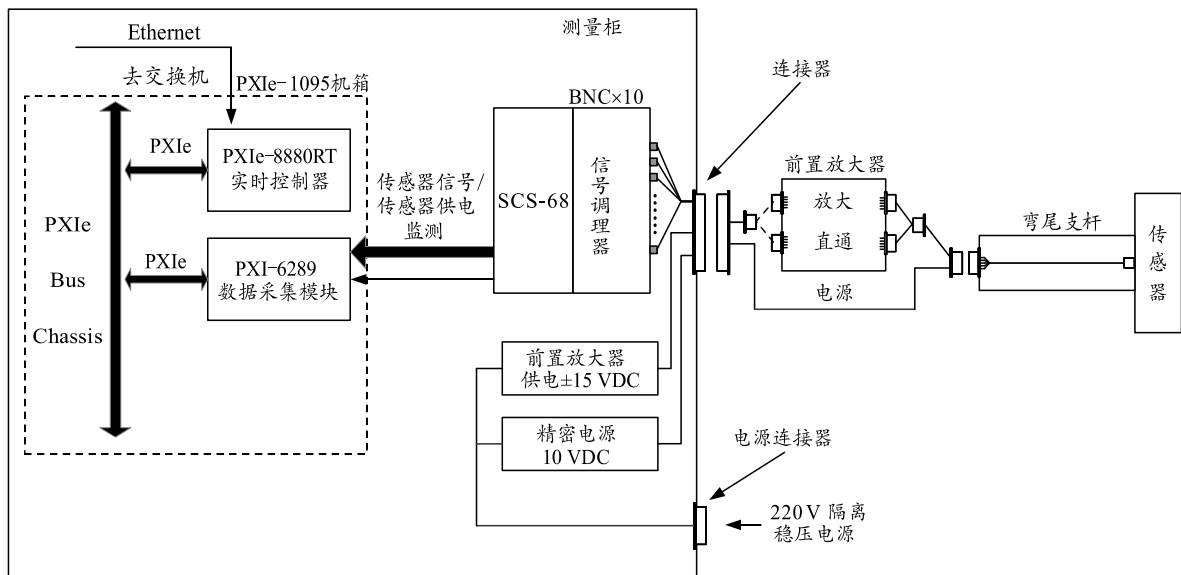 Ethernet
去交换机
PXIe-1095机箱
PXIe
Bus
Chassis
PXIe
PXIe-8880RT
实时控制器
PXIe
PXI-6289
数据采集模块
测量柜
传感器信号/
传感器供电
监测
BNC×10
SCS-68
信号调理器
前置放大器
供电±15 VDC
精密电源
10 VDC
连接器
前置放大器
放大
直通
电源
弯尾支杆
传感器
电源连接器
220V 隔离
稳压电源